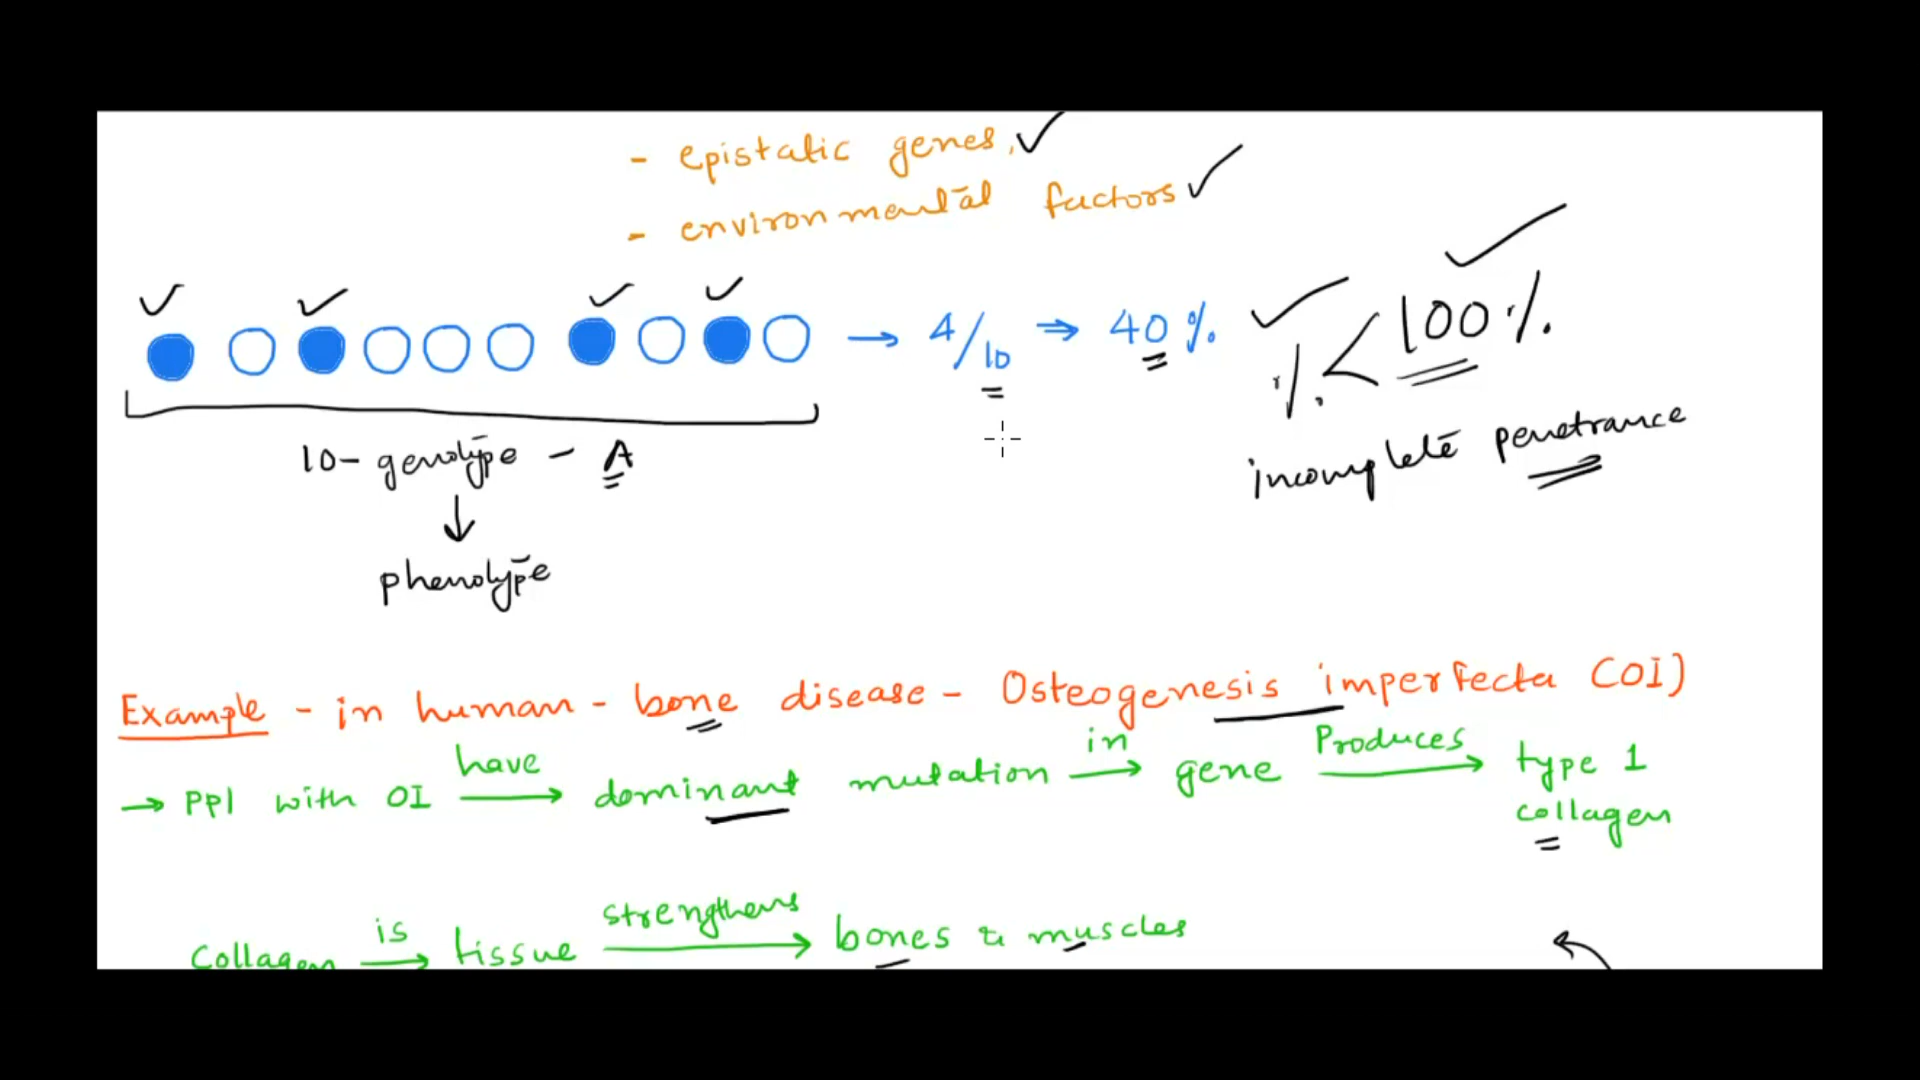 - epistatic genes.
- environmental factors
→ 4/10 ⇒ 40 % % < 100 %
incomplete penetrance
10 - genotype - A
↓
phenotype
Example - in human - bone disease - Osteogenesis imperfecta (OI)
→ PPl with OI have → dominant mutation in → gene Produces → type 1
collagen
Collagen is → tissue strengthens → bones & muscles